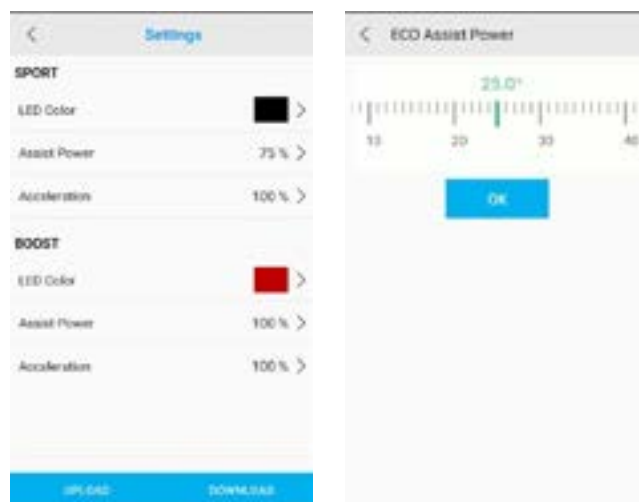 Settings
SPORT
LED Color
Assist Power 75 %
Acceleration 100 %
BOOST
LED Color
Assist Power 100 %
Acceleration 100 %
UPLOAD DOWNLOAD
ECO Assist Power
25.0°
10 20 30 40
OK